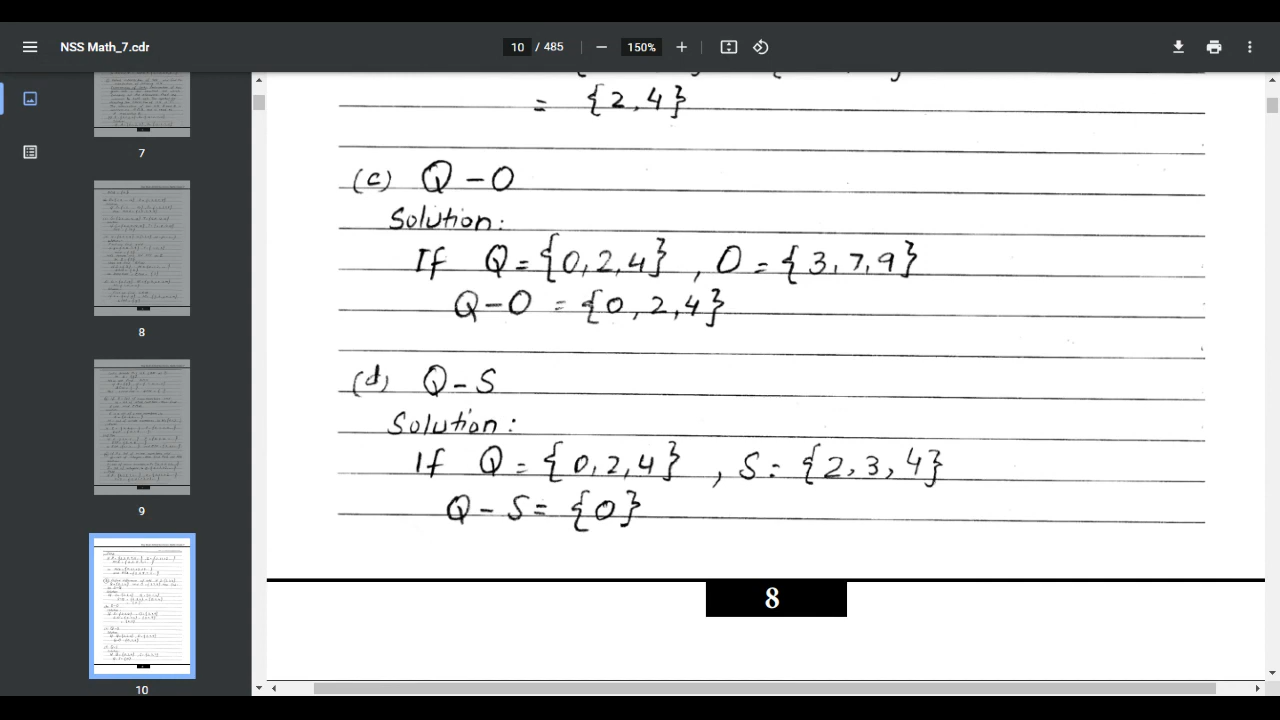 NSS Math_7.cdr
10 / 485
150%
= {2,4}
(c) Q - O
Solution:
If Q = {0,2,4} , O = {3,7,9}
Q - O = {0,2,4}
(d) Q - S
Solution:
If Q = {0,2,4} , S = {2,3,4}
Q - S = {0}
8
7
8
9
10